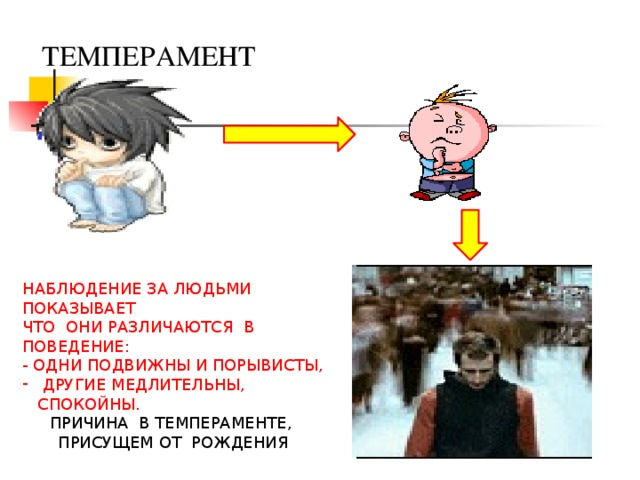 ТЕМПЕРАМЕНТ
НАБЛЮДЕНИЕ ЗА ЛЮДЬМИ
ПОКАЗЫВАЕТ
ЧТО ОНИ РАЗЛИЧАЮТСЯ В
ПОВЕДЕНИЕ:
- ОДНИ ПОДВИЖНЫ И ПОРЫВИСТЫ,
- ДРУГИЕ МЕДЛИТЕЛЬНЫ,
СПОКОЙНЫ.
ПРИЧИНА В ТЕМПЕРАМЕНТЕ,
ПРИСУЩЕМ ОТ РОЖДЕНИЯ